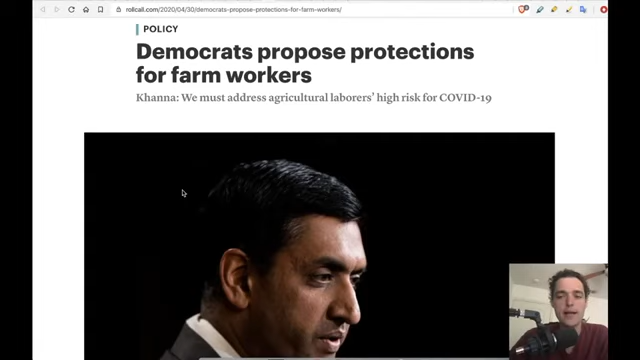 rollcall.com/2020/04/30/democrats-propose-protections-for-farm-workers/
POLICY
Democrats propose protections
for farm workers
Khanna: We must address agricultural laborers' high risk for COVID-19